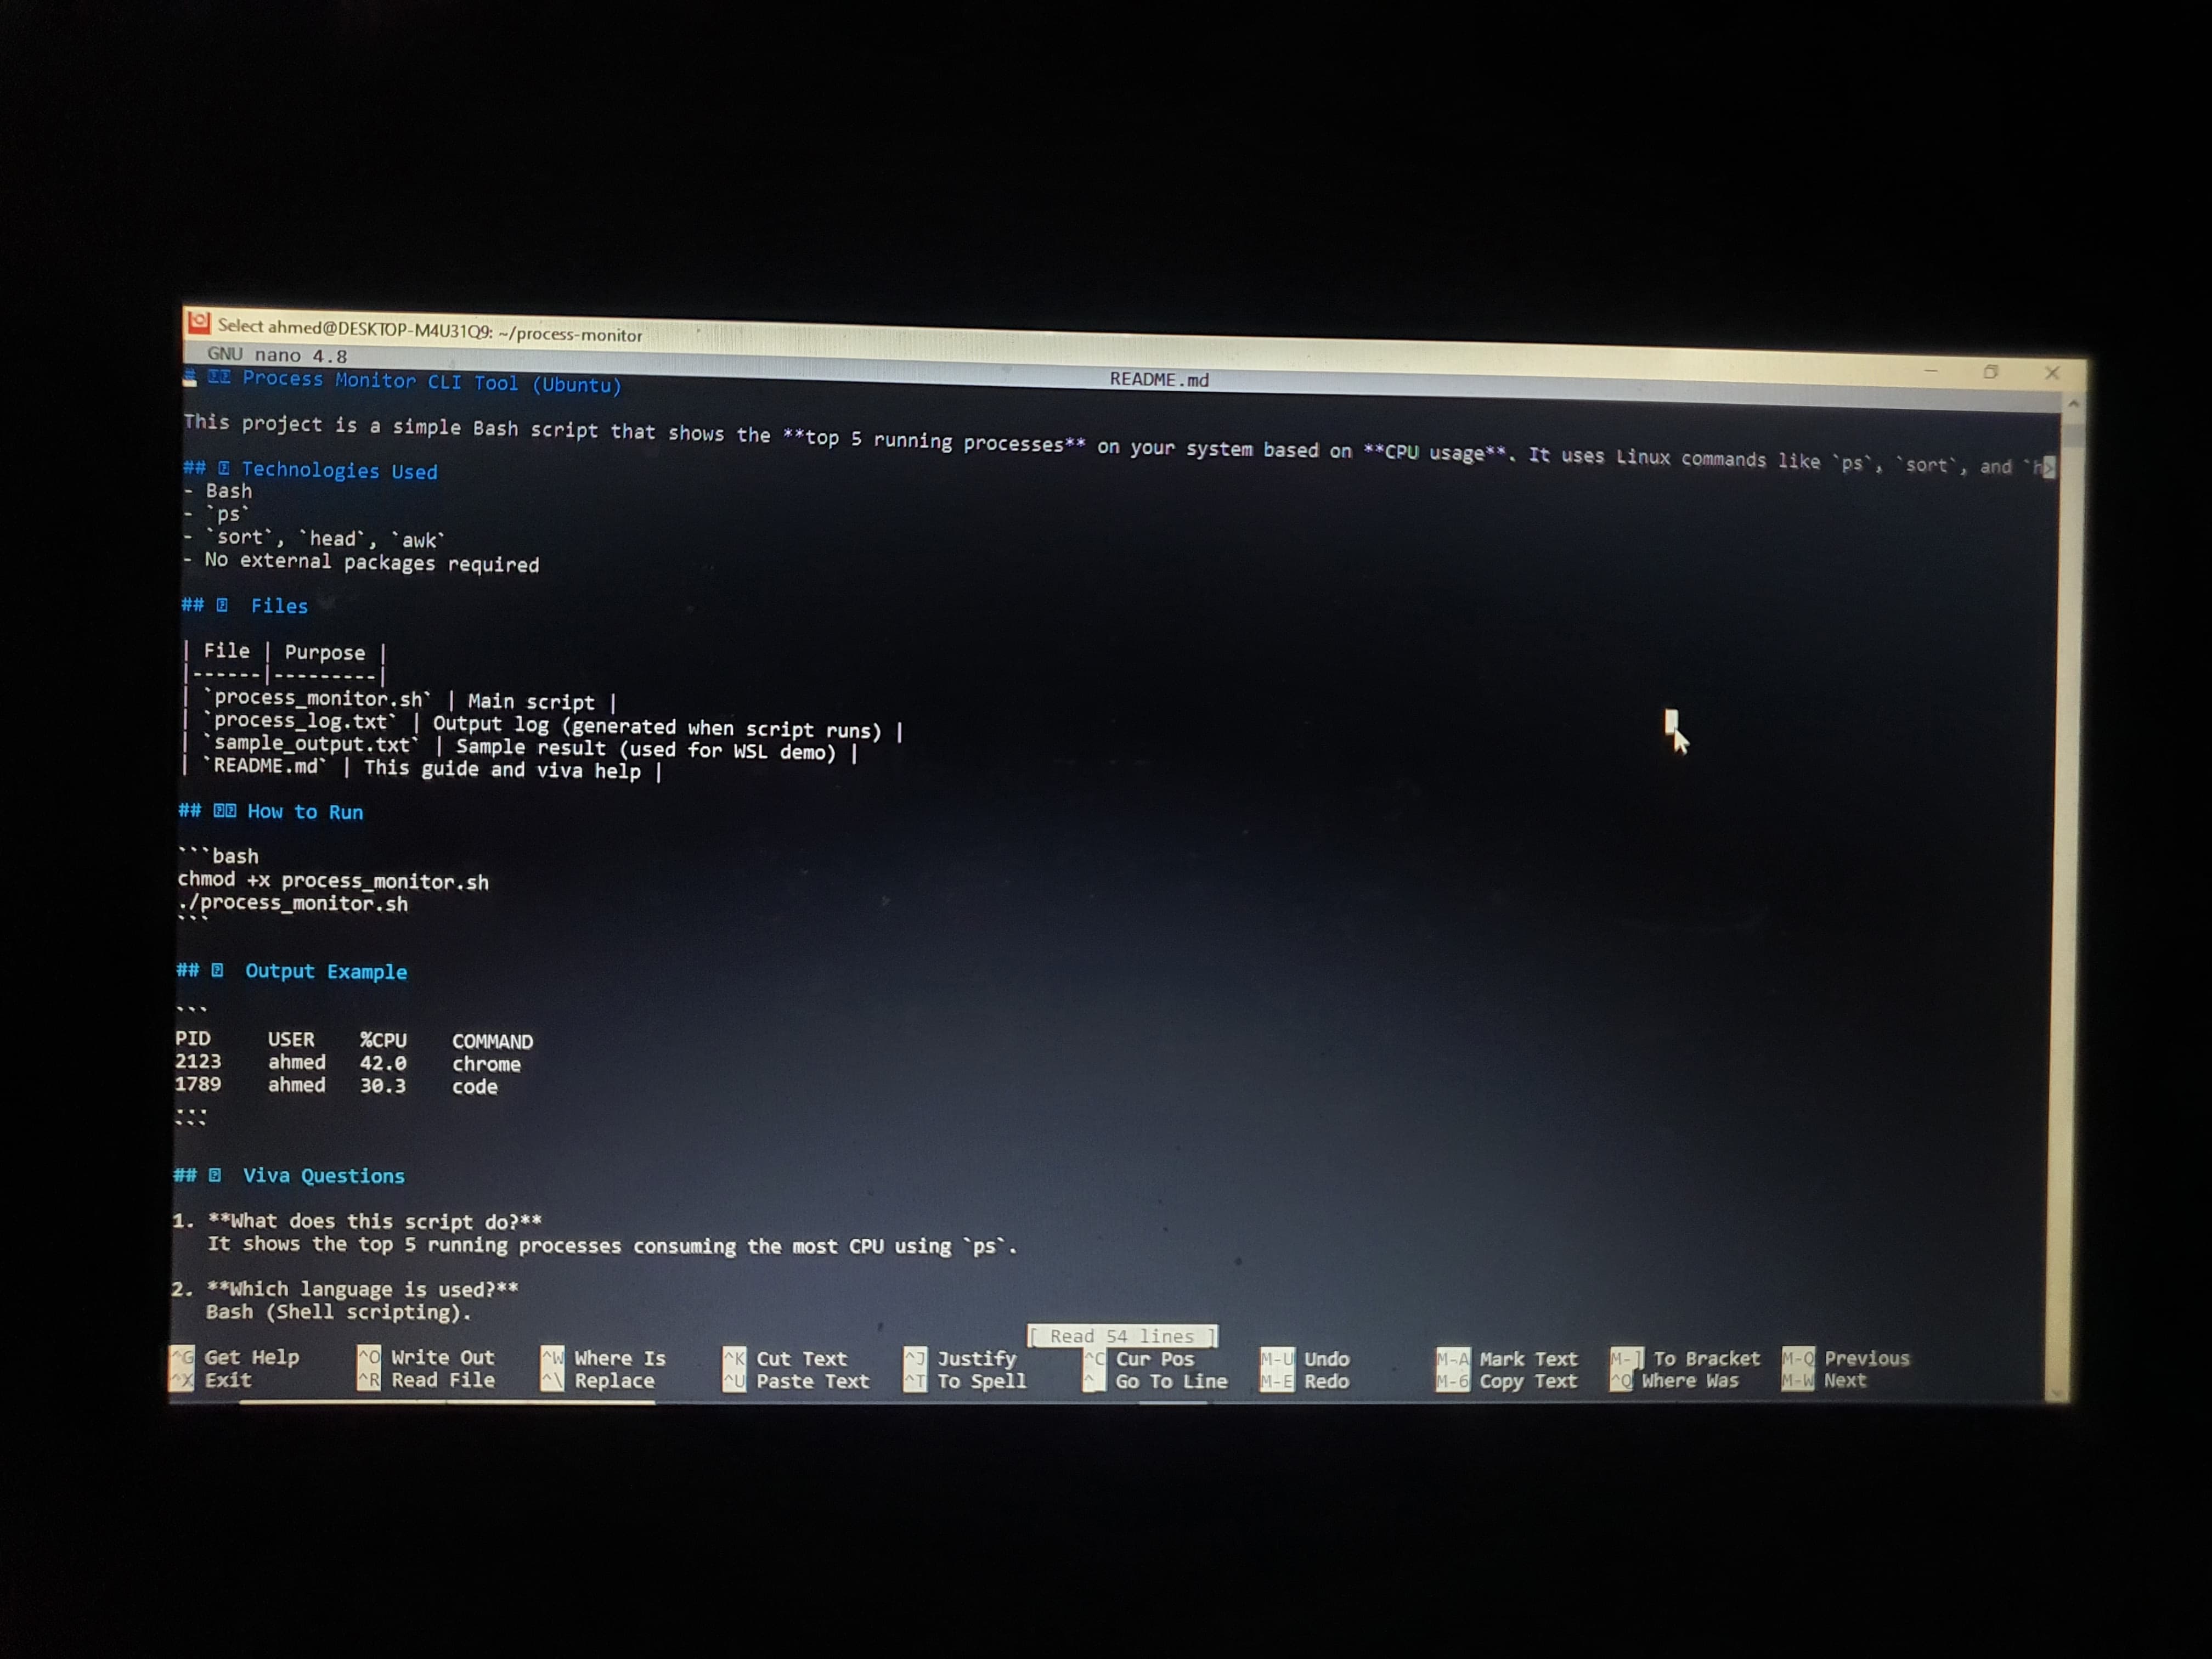 Select ahmed@DESKTOP-M4U31Q9: ~/process-monitor
GNU nano 4.8 README.md
# Process Monitor CLI Tool (Ubuntu)
This project is a simple Bash script that shows the **top 5 running processes** on your system based on **CPU usage**. It uses Linux commands like `ps`, `sort`, and `h>
## Technologies Used
- Bash
- `ps`
- `sort`, `head`, `awk`
- No external packages required
## Files
| File | Purpose |
|------|---------|
| `process_monitor.sh` | Main script |
| `process_log.txt` | Output log (generated when script runs) |
| `sample_output.txt` | Sample result (used for WSL demo) |
| `README.md` | This guide and viva help |
## How to Run
```bash
chmod +x process_monitor.sh
./process_monitor.sh
```
## Output Example
```
PID USER %CPU COMMAND
2123 ahmed 42.0 chrome
1789 ahmed 30.3 code
...
```
## Viva Questions
1. **What does this script do?**
It shows the top 5 running processes consuming the most CPU using `ps`.
2. **Which language is used?**
Bash (Shell scripting).
[ Read 54 lines ]
^G Get Help ^O Write Out ^W Where Is ^K Cut Text ^J Justify ^C Cur Pos M-U Undo M-A Mark Text M-] To Bracket M-Q Previous
^X Exit ^R Read File ^\ Replace ^U Paste Text ^T To Spell ^_ Go To Line M-E Redo M-6 Copy Text ^Q Where Was M-W Next